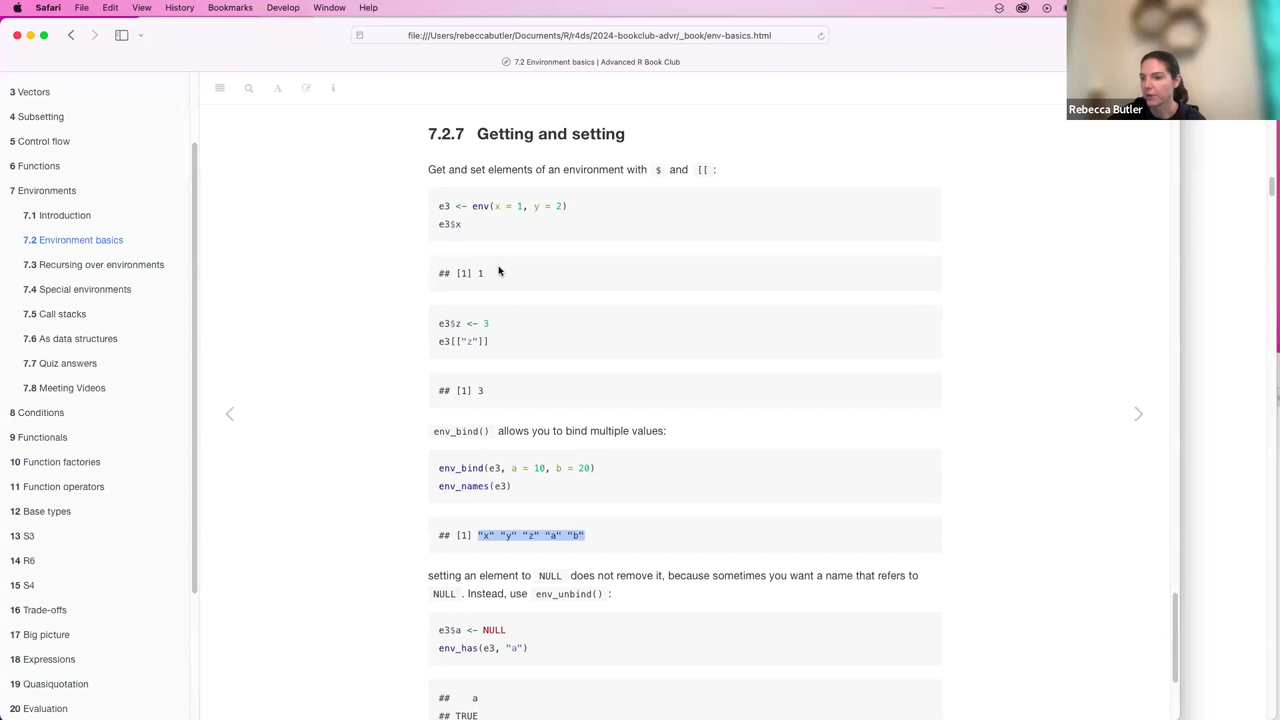 Safari File Edit View History Bookmarks Develop Window Help
file:///Users/rebeccabutler/Documents/R/r4ds/2024-bookclub-advr/_book/env-basics.html
7.2 Environment basics | Advanced R Book Club
Rebecca Butler
3 Vectors
4 Subsetting
5 Control flow
6 Functions
7 Environments
7.1 Introduction
7.2 Environment basics
7.3 Recursing over environments
7.4 Special environments
7.5 Call stacks
7.6 As data structures
7.7 Quiz answers
7.8 Meeting Videos
8 Conditions
9 Functionals
10 Function factories
11 Function operators
12 Base types
13 S3
14 R6
15 S4
16 Trade-offs
17 Big picture
18 Expressions
19 Quasiquotation
20 Evaluation
7.2.7 Getting and setting
Get and set elements of an environment with $ and [[ :
e3 <- env(x = 1, y = 2)
e3$x
## [1] 1
e3$z <- 3
e3[["z"]]
## [1] 3
env_bind() allows you to bind multiple values:
env_bind(e3, a = 10, b = 20)
env_names(e3)
## [1] "x" "y" "z" "a" "b"
setting an element to NULL does not remove it, because sometimes you want a name that refers to
NULL . Instead, use env_unbind() :
e3$a <- NULL
env_has(e3, "a")
## a
## TRUE